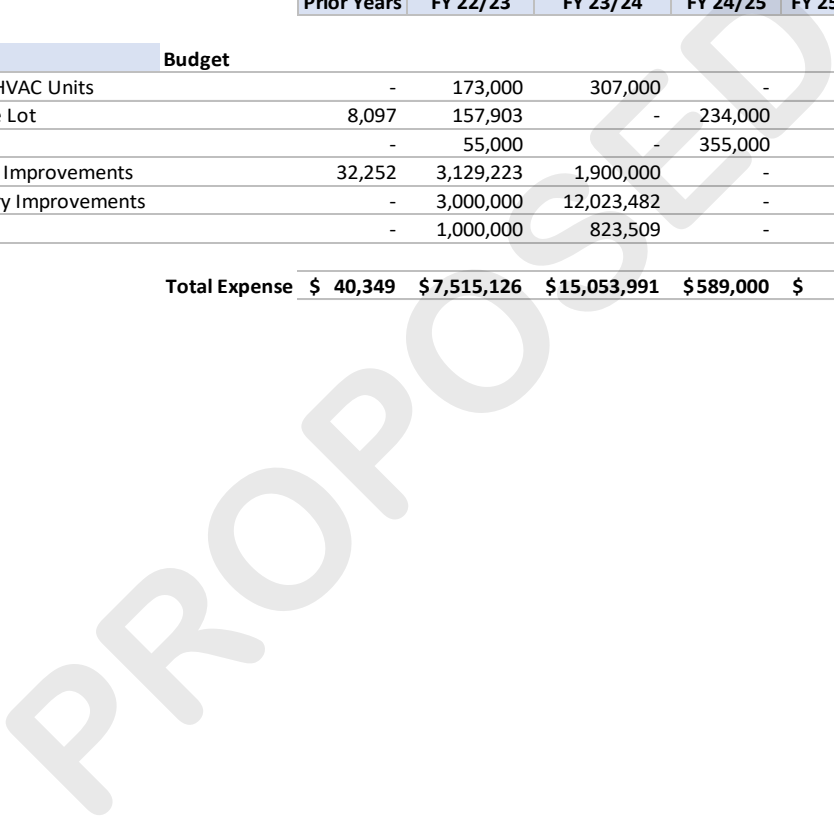 Prior Years FY 22/23 FY 23/24 FY 24/25 FY 25
Budget
HVAC Units - 173,000 307,000 -
Lot 8,097 157,903 - 234,000
- 55,000 - 355,000
Improvements 32,252 3,129,223 1,900,000 -
y Improvements - 3,000,000 12,023,482 -
- 1,000,000 823,509 -
Total Expense $ 40,349 $7,515,126 $15,053,991 $589,000 $
PROPOSED